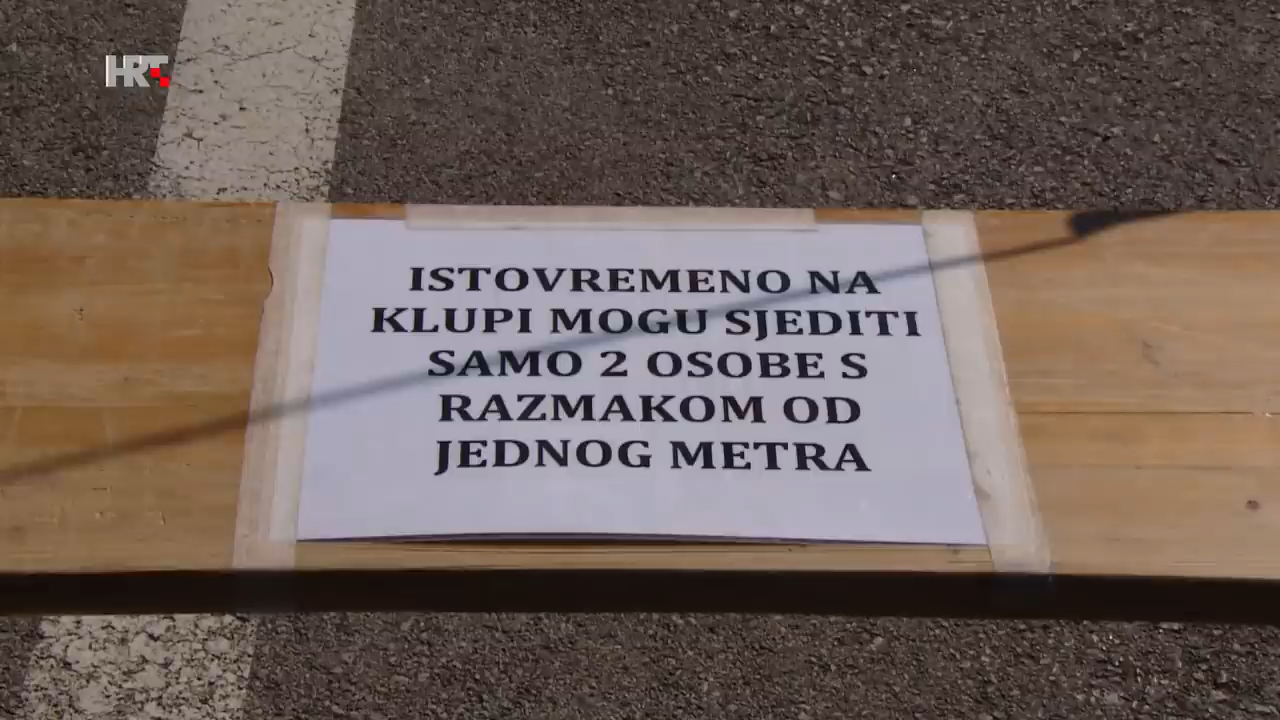 HRT
ISTOVREMENO NA
KLUPI MOGU SJEDITI
SAMO 2 OSOBE S
RAZMAKOM OD
JEDNOG METRA